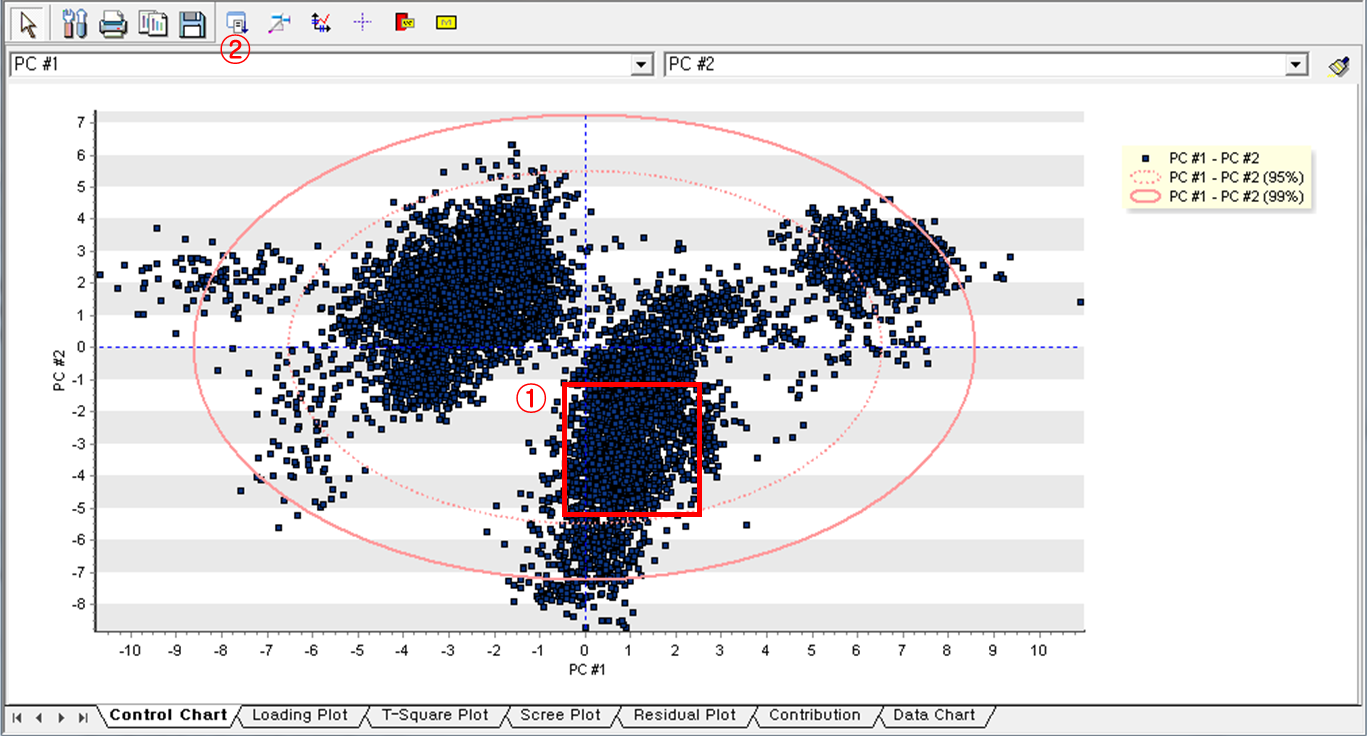 ②
PC #1 PC #2
7
6
5
4
3
2
1
0
-1
-2
-3
-4
-5
-6
-7
-8
PC #2
①
PC #1 - PC #2
PC #1 - PC #2 (95%)
PC #1 - PC #2 (99%)
-10 -9 -8 -7 -6 -5 -4 -3 -2 -1 0 1 2 3 4 5 6 7 8 9 10
PC #1
Control Chart Loading Plot T-Square Plot Scree Plot Residual Plot Contribution Data Chart